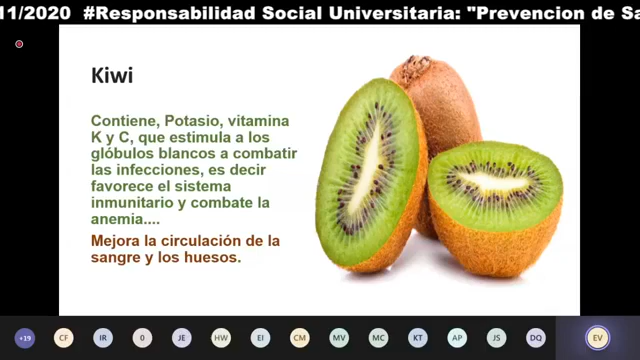 11/2020 #Responsabilidad Social Universitaria: "Prevencion de Sa
Kiwi
Contiene, Potasio, vitamina
K y C, que estimula a los
glóbulos blancos a combatir
las infecciones, es decir
favorece el sistema
inmunitario y combate la
anemia....
Mejora la circulación de la
sangre y los huesos.
+19 CF IR 0 JE HW EI CM MV MC KT AP JS DQ EV